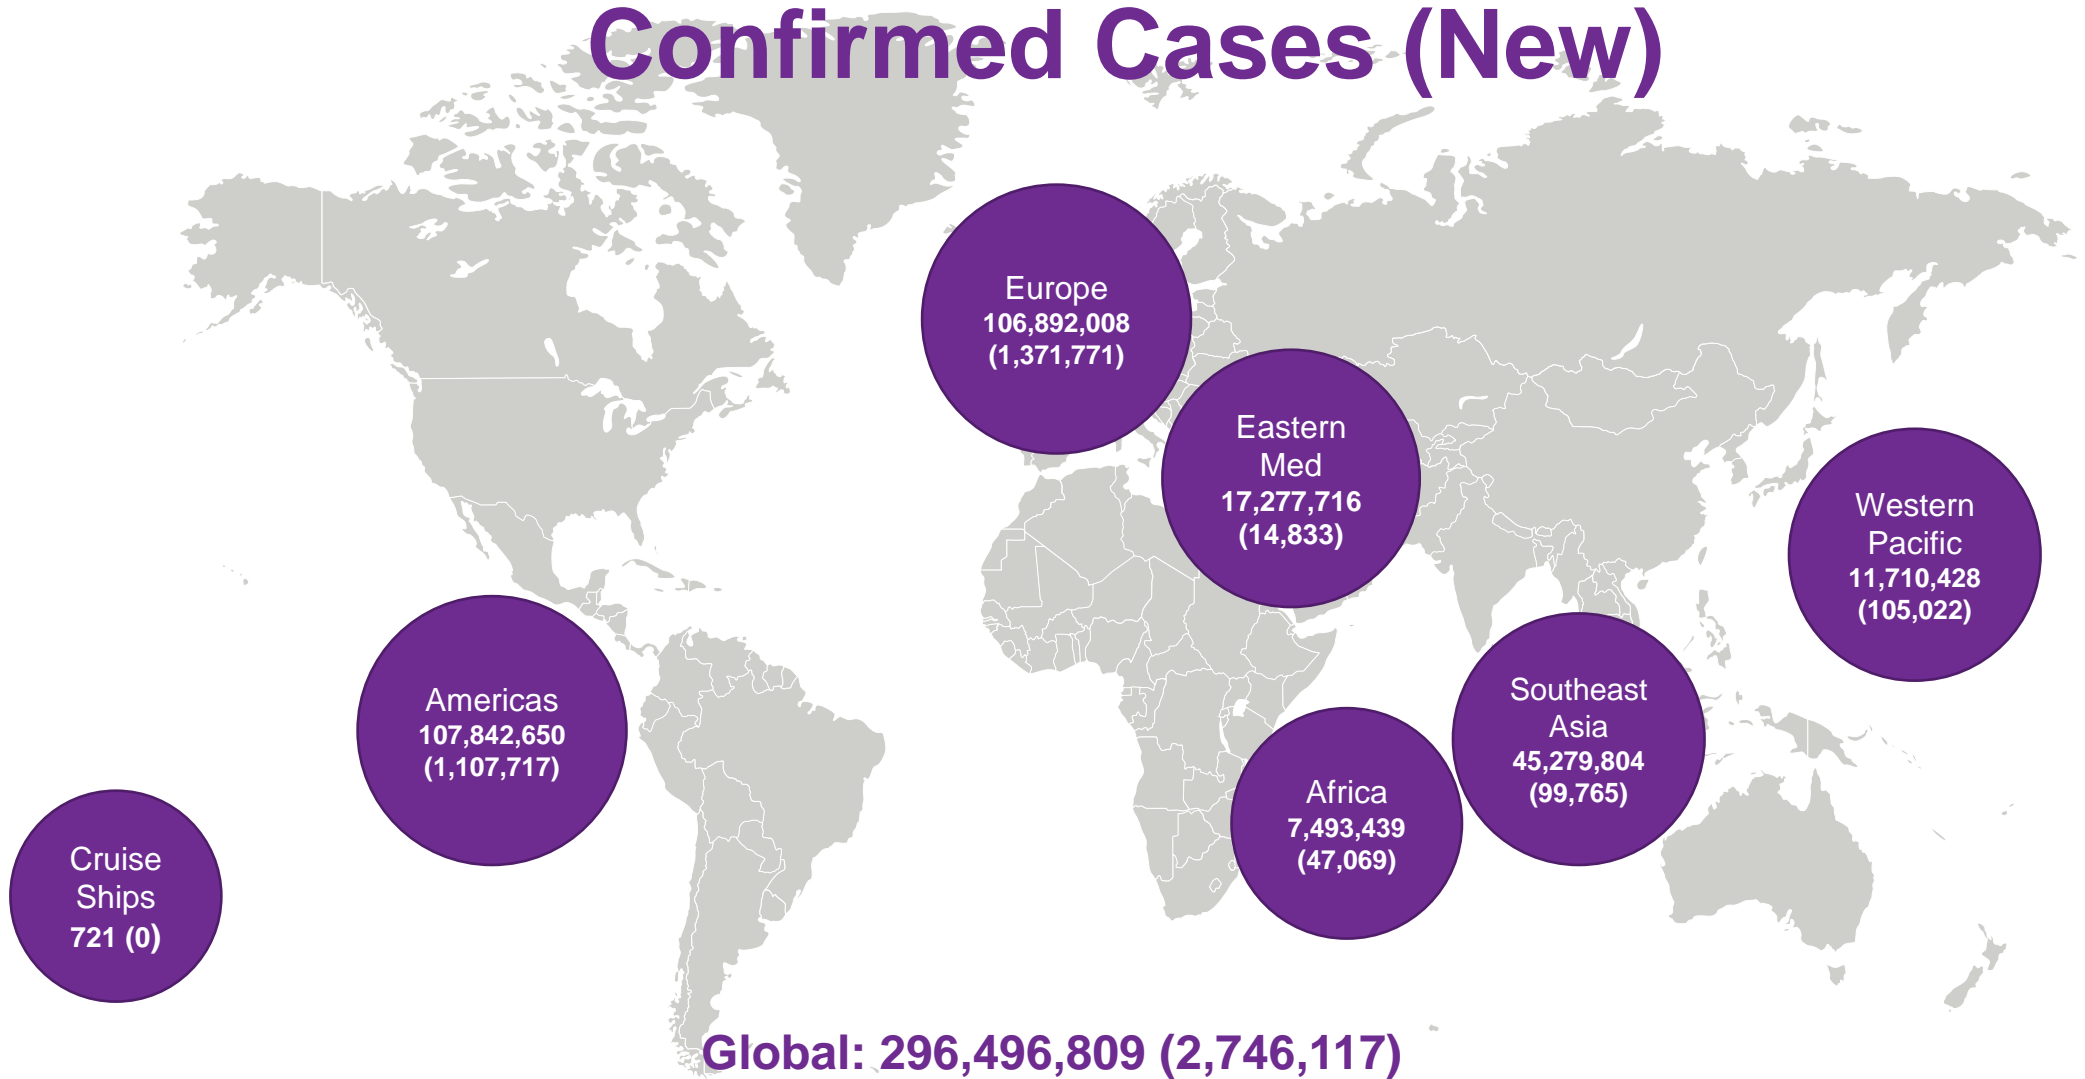 Confirmed Cases (New)
Europe
106,892,008
(1,371,771)
Eastern
Med
17,277,716
(14,833)
Western
Pacific
11,710,428
(105,022)
Americas
107,842,650
(1,107,717)
Southeast
Asia
45,279,804
(99,765)
Africa
7,493,439
(47,069)
Cruise
Ships
721 (0)
Global: 296,496,809 (2,746,117)